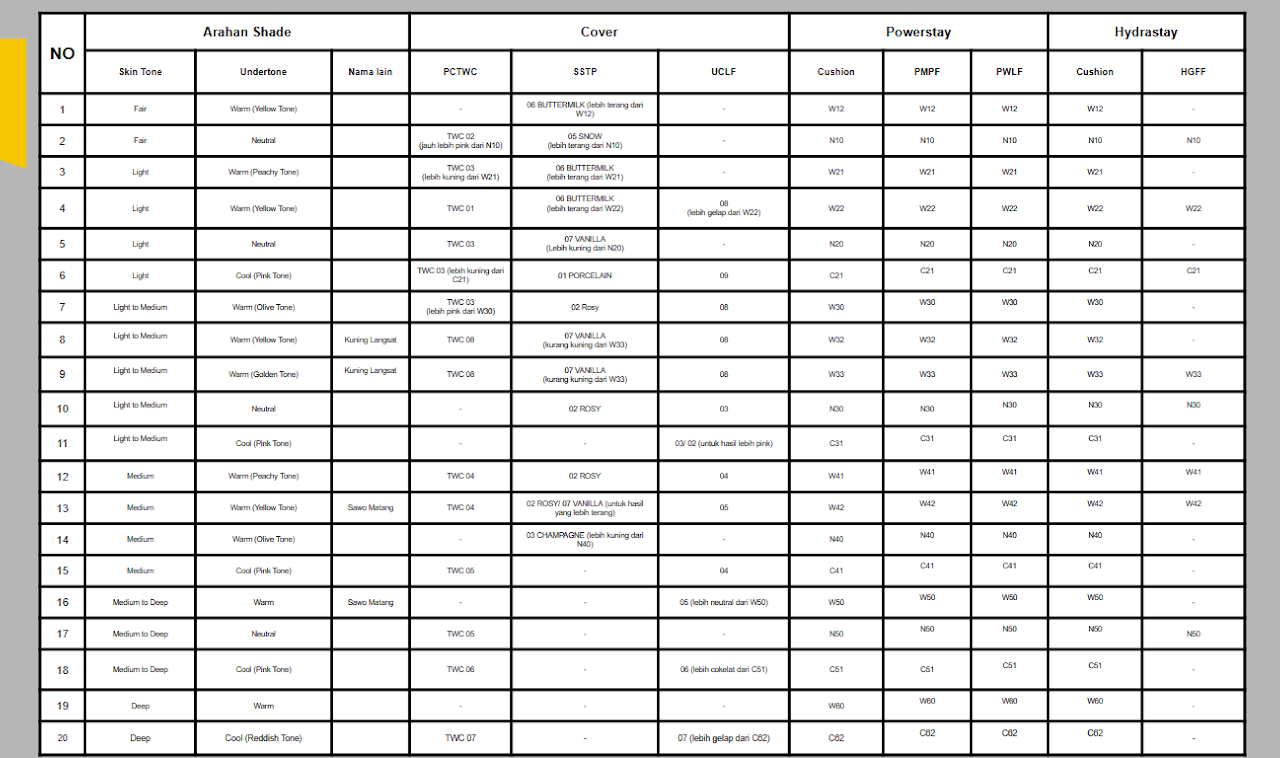 NO Arahan Shade Cover Powerstay Hydrastay
Skin Tone Undertone Nama lain PCTWC SSTP UCLF Cushion PMPF PWLF Cushion HGFF
1 Fair Warm (Yellow Tone) - 06 BUTTERMILK (lebih terang dari W12) - W12 W12 W12 W12 -
2 Fair Neutral TWC 02 (jauh lebih pink dari N10) 05 SNOW (lebih terang dari N10) - N10 N10 N10 N10 N10
3 Light Warm (Peachy Tone) TWC 03 (lebih kuning dari W21) 06 BUTTERMILK (lebih terang dari W21) - W21 W21 W21 W21 -
4 Light Warm (Yellow Tone) TWC 01 06 BUTTERMILK (lebih terang dari W22) 08 (lebih gelap dari W22) W22 W22 W22 W22 W22
5 Light Neutral TWC 03 07 VANILLA (Lebih kuning dari N20) - N20 N20 N20 N20 -
6 Light Cool (Pink Tone) TWC 03 (lebih kuning dari C21) 01 PORCELAIN 09 C21 C21 C21 C21 C21
7 Light to Medium Warm (Olive Tone) TWC 03 (lebih pink dari W30) 02 Rosy 08 W30 W30 W30 W30 -
8 Light to Medium Warm (Yellow Tone) Kuning Langsat TWC 08 07 VANILLA (kurang kuning dari W33) 08 W32 W32 W32 W32 -
9 Light to Medium Warm (Golden Tone) Kuning Langsat TWC 08 07 VANILLA (kurang kuning dari W33) 08 W33 W33 W33 W33 W33
10 Light to Medium Neutral - 02 ROSY 03 N30 N30 N30 N30 N30
11 Light to Medium Cool (Pink Tone) - - 03/ 02 (untuk hasil lebih pink) C31 C31 C31 C31 -
12 Medium Warm (Peachy Tone) TWC 04 02 ROSY 04 W41 W41 W41 W41 W41
13 Medium Warm (Yellow Tone) Sawo Matang TWC 04 02 ROSY/ 07 VANILLA (untuk hasil yang lebih terang) 05 W42 W42 W42 W42 W42
14 Medium Warm (Olive Tone) - 03 CHAMPAGNE (lebih kuning dari N40) - N40 N40 N40 N40 -
15 Medium Cool (Pink Tone) TWC 05 - 04 C41 C41 C41 C41 -
16 Medium to Deep Warm Sawo Matang - - 05 (lebih neutral dari W50) W50 W50 W50 W50 -
17 Medium to Deep Neutral TWC 05 - - N50 N50 N50 N50 N50
18 Medium to Deep Cool (Pink Tone) TWC 06 - 06 (lebih cokelat dari C51) C51 C51 C51 C51 -
19 Deep Warm - - - W60 W60 W60 W60 -
20 Deep Cool (Reddish Tone) TWC 07 - 07 (lebih gelap dari C62) C62 C62 C62 C62 -